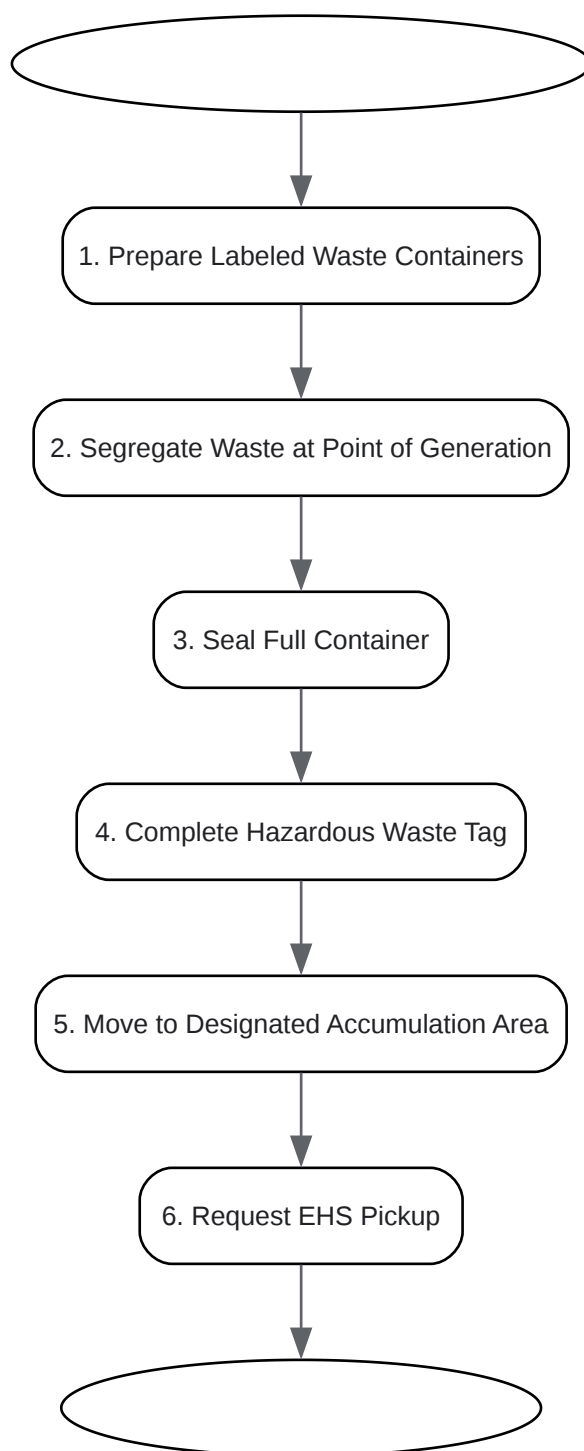 1. Prepare Labeled Waste Containers
2. Segregate Waste at Point of Generation
3. Seal Full Container
4. Complete Hazardous Waste Tag
5. Move to Designated Accumulation Area
6. Request EHS Pickup